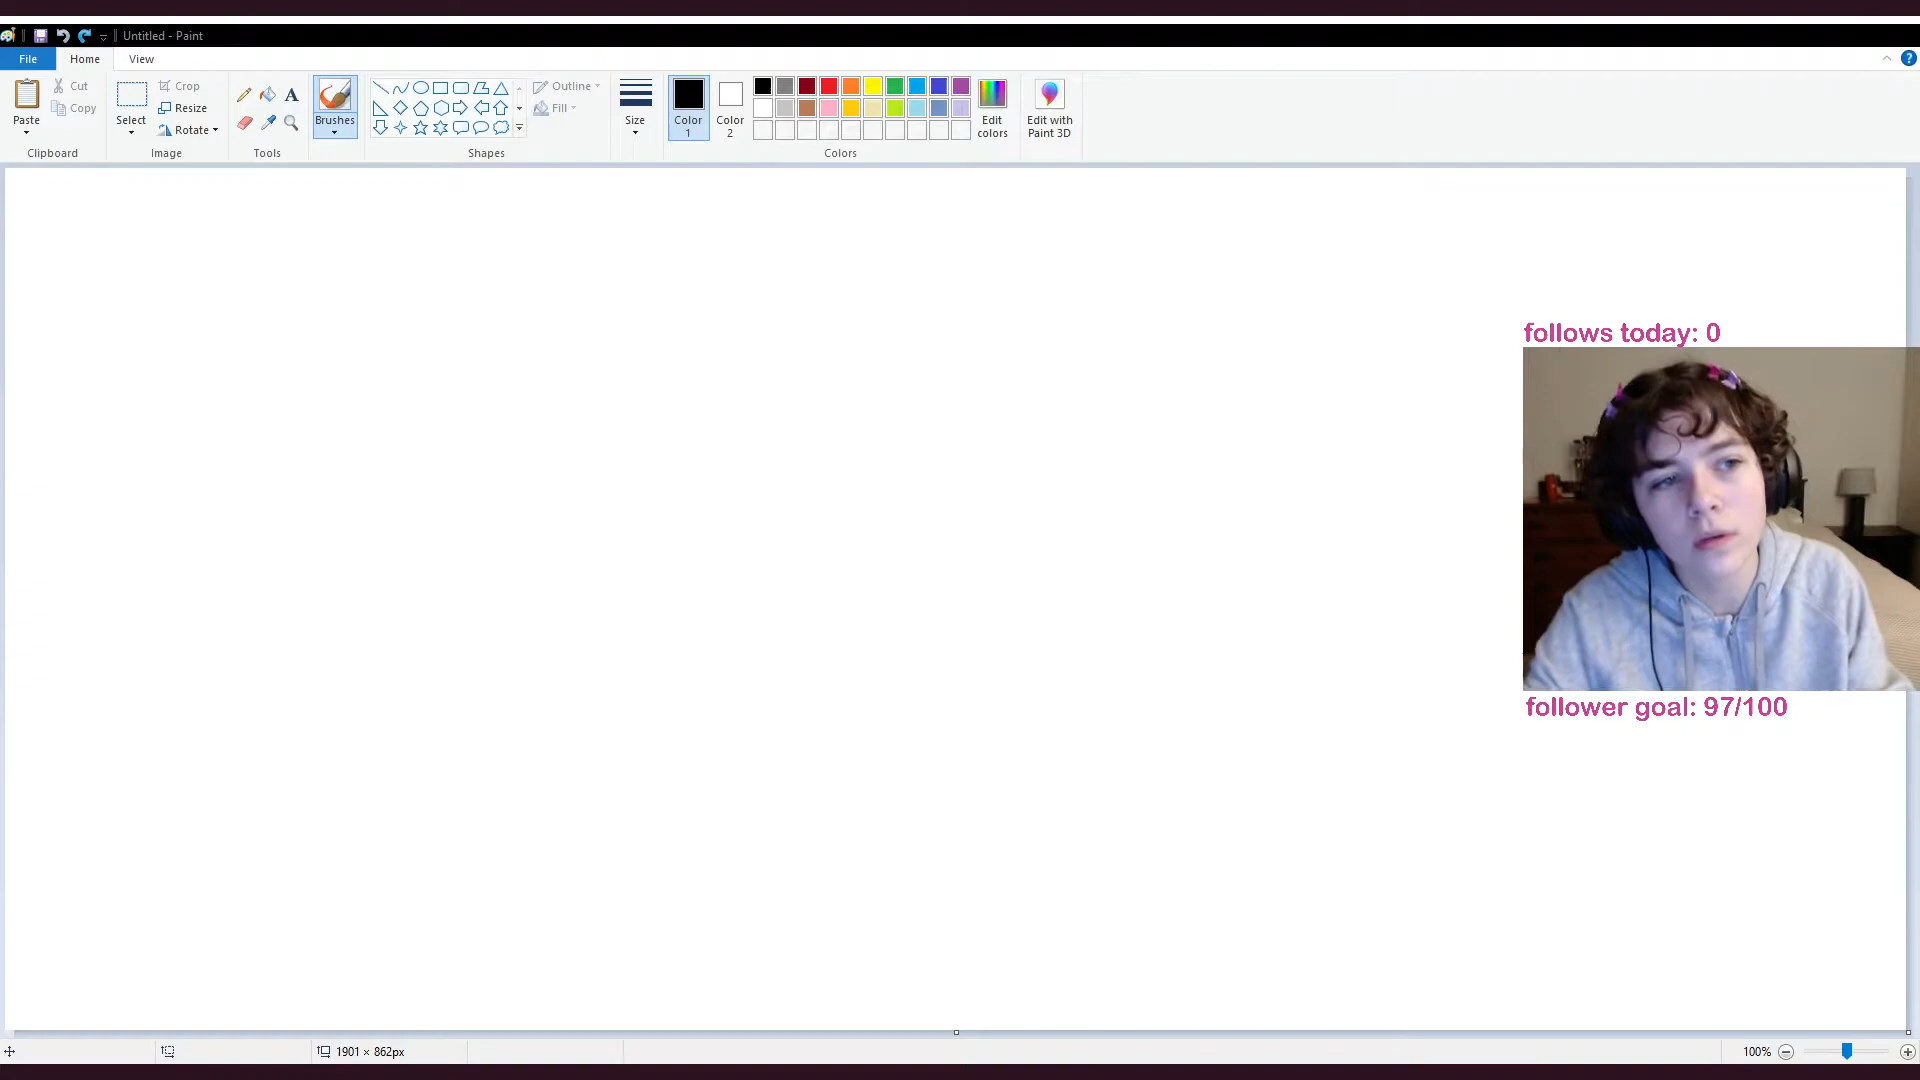 Untitled - Paint
File Home View
Paste
Cut
Copy
Clipboard
Select
Crop
Resize
Rotate
Image
A
Tools
Brushes
Outline
Fill
Shapes
Size
Color
1
Color
2
Edit
colors
Colors
Edit with
Paint 3D
?
follows today: 0
follower goal: 97/100
1901 × 862px
100%